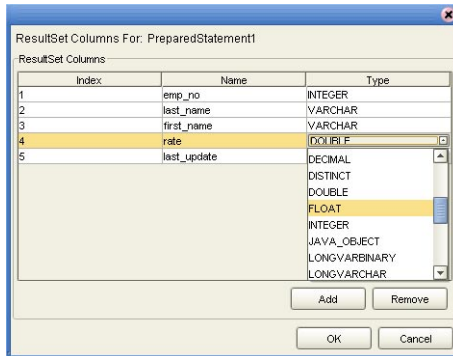 ResultSet Columns For: PreparedStatement1
ResultSet Columns
Index Name Type
1 emp_no INTEGER
2 last_name VARCHAR
3 first_name VARCHAR
4 rate DOUBLE
5 last_update
DECIMAL
DISTINCT
DOUBLE
FLOAT
INTEGER
JAVA_OBJECT
LONGVARBINARY
LONGVARCHAR
Add Remove
OK Cancel